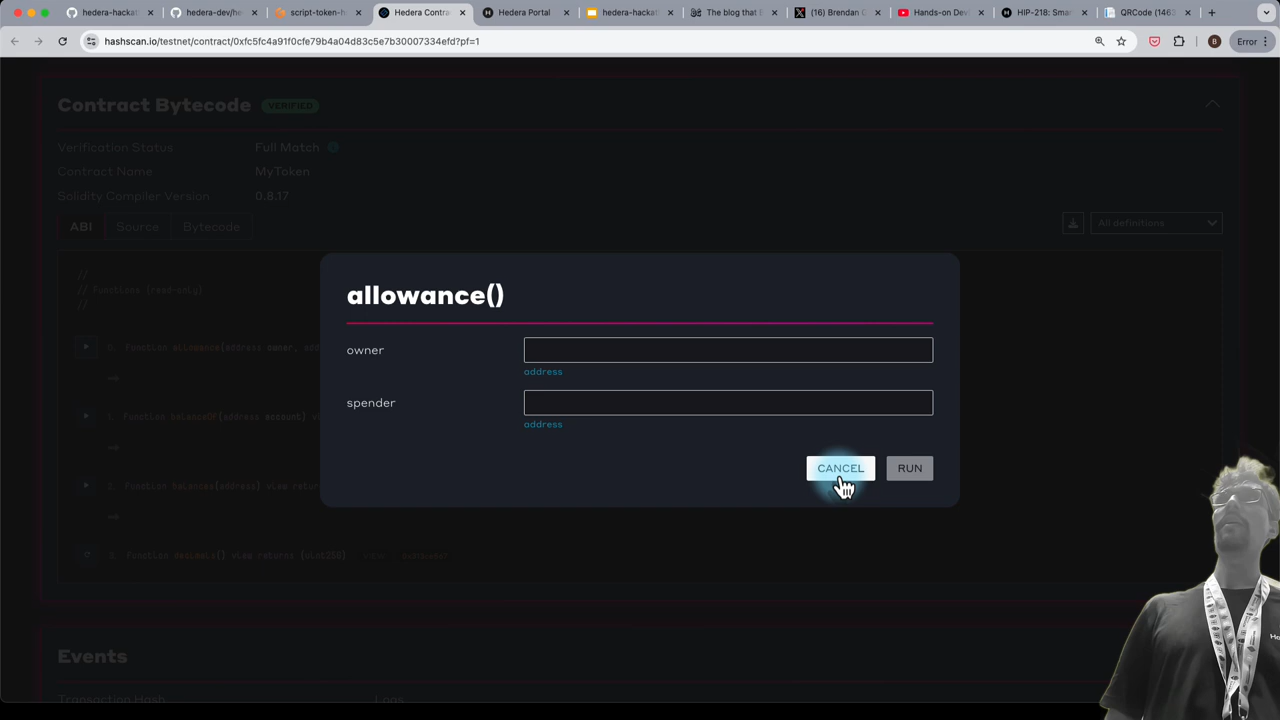 hedera-hackat
hedera-dev/hec
script-token-h
Hedera Contra
Hedera Portal
hedera-hackat
The blog that
(16) Brendan
Hands-on Dev
HIP-218: Smar
QRCode (146
hashscan.io/testnet/contract/0xfc5fc4a91f0cfe79b4a04d83c5e7b30007334efd?pf=1
B
Error
Contract Bytecode
VERIFIED
Verification Status
Full Match
Contract Name
MyToken
Solidity Compiler Version
0.8.17
ABI
Source
Bytecode
All definitions
//
// Functions (read-only)
//
allowance()
owner
address
spender
address
CANCEL
RUN
0: function allowance(address owner, add
1: function balanceOf(address account) vi
2: function balances(address) view return
3: function decimals() view returns (uint256)
Events
Transaction Hash
Logs